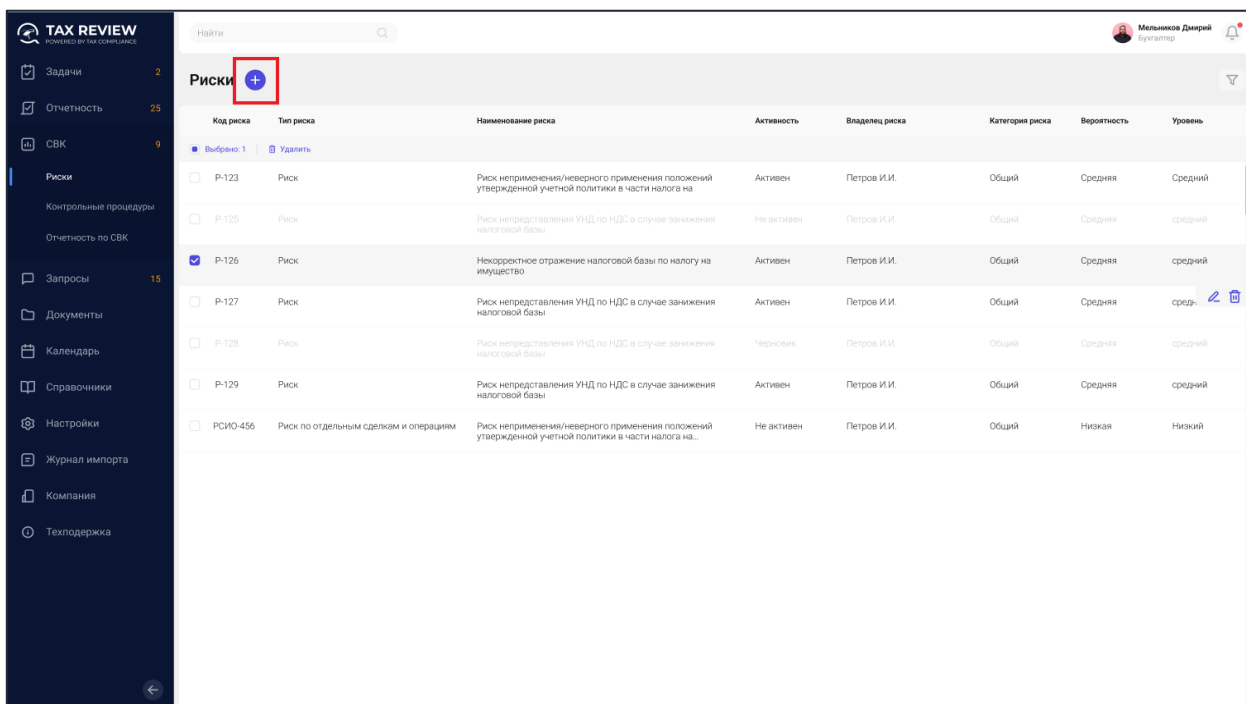 TAX REVIEW
POWERED BY TAX COMPLIANCE
Найти
Мельников Дмирий
Бухгалтер
Задачи 2
Отчетность 25
СВК 9
Риски
Контрольные процедуры
Отчетность по СВК
Запросы 15
Документы
Календарь
Справочники
Настройки
Журнал импорта
Компания
Техподержка
Риски
Код риска Тип риска Наименование риска Активность Владелец риска Категория риска Вероятность Уровень
Выбрано: 1 Удалить
Р-123 Риск Риск неприменения/неверного применения положений Активен Петров И.И. Общий Средняя Средний
утвержденной учетной политики в части налога на
Р-125 Риск Риск непредставления УНД по НДС в случае занижения Не активен Петров И.И. Общий Средняя средний
налоговой базы
Р-126 Риск Некорректное отражение налоговой базы по налогу на Активен Петров И.И. Общий Средняя средний
имущество
Р-127 Риск Риск непредставления УНД по НДС в случае занижения Активен Петров И.И. Общий Средняя
налоговой базы
Р-128 Риск Риск непредставления УНД по НДС в случае занижения Черновик Петров И.И. Общий Средняя средний
налоговой базы
Р-129 Риск Риск непредставления УНД по НДС в случае занижения Активен Петров И.И. Общий Средняя средний
налоговой базы
РСИО-456 Риск по отдельным сделкам и операциям Риск неприменения/неверного применения положений Не активен Петров И.И. Общий Низкая Низкий
утвержденной учетной политики в части налога на...